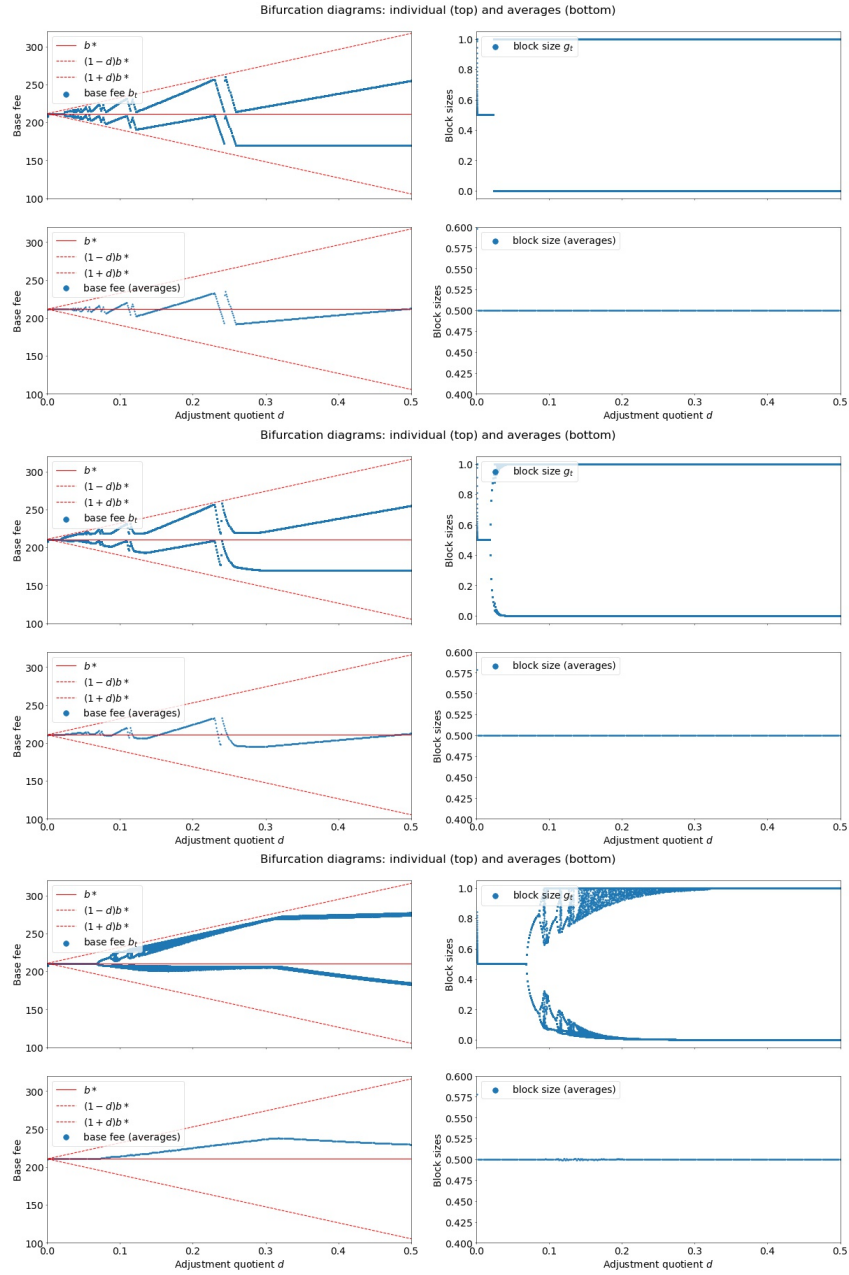 Bifurcation diagrams: individual (top) and averages (bottom)
300
250
200
150
100
Base fee
b*
(1 − d)b*
(1 + d)b*
base fee b_t
1.0
0.8
0.6
0.4
0.2
0.0
Block sizes
block size g_t
300
250
200
150
100
Base fee
b*
(1 − d)b*
(1 + d)b*
base fee (averages)
0.0 0.1 0.2 0.3 0.4 0.5
Adjustment quotient d
0.600
0.575
0.550
0.525
0.500
0.475
0.450
0.425
0.400
Block sizes
block size (averages)
0.0 0.1 0.2 0.3 0.4 0.5
Adjustment quotient d
Bifurcation diagrams: individual (top) and averages (bottom)
300
250
200
150
100
Base fee
b*
(1 − d)b*
(1 + d)b*
base fee b_t
1.0
0.8
0.6
0.4
0.2
0.0
Block sizes
block size g_t
300
250
200
150
100
Base fee
b*
(1 − d)b*
(1 + d)b*
base fee (averages)
0.0 0.1 0.2 0.3 0.4 0.5
Adjustment quotient d
0.600
0.575
0.550
0.525
0.500
0.475
0.450
0.425
0.400
Block sizes
block size (averages)
0.0 0.1 0.2 0.3 0.4 0.5
Adjustment quotient d
Bifurcation diagrams: individual (top) and averages (bottom)
300
250
200
150
100
Base fee
b*
(1 − d)b*
(1 + d)b*
base fee b_t
1.0
0.8
0.6
0.4
0.2
0.0
Block sizes
block size g_t
300
250
200
150
100
Base fee
b*
(1 − d)b*
(1 + d)b*
base fee (averages)
0.0 0.1 0.2 0.3 0.4 0.5
Adjustment quotient d
0.600
0.575
0.550
0.525
0.500
0.475
0.450
0.425
0.400
Block sizes
block size (averages)
0.0 0.1 0.2 0.3 0.4 0.5
Adjustment quotient d